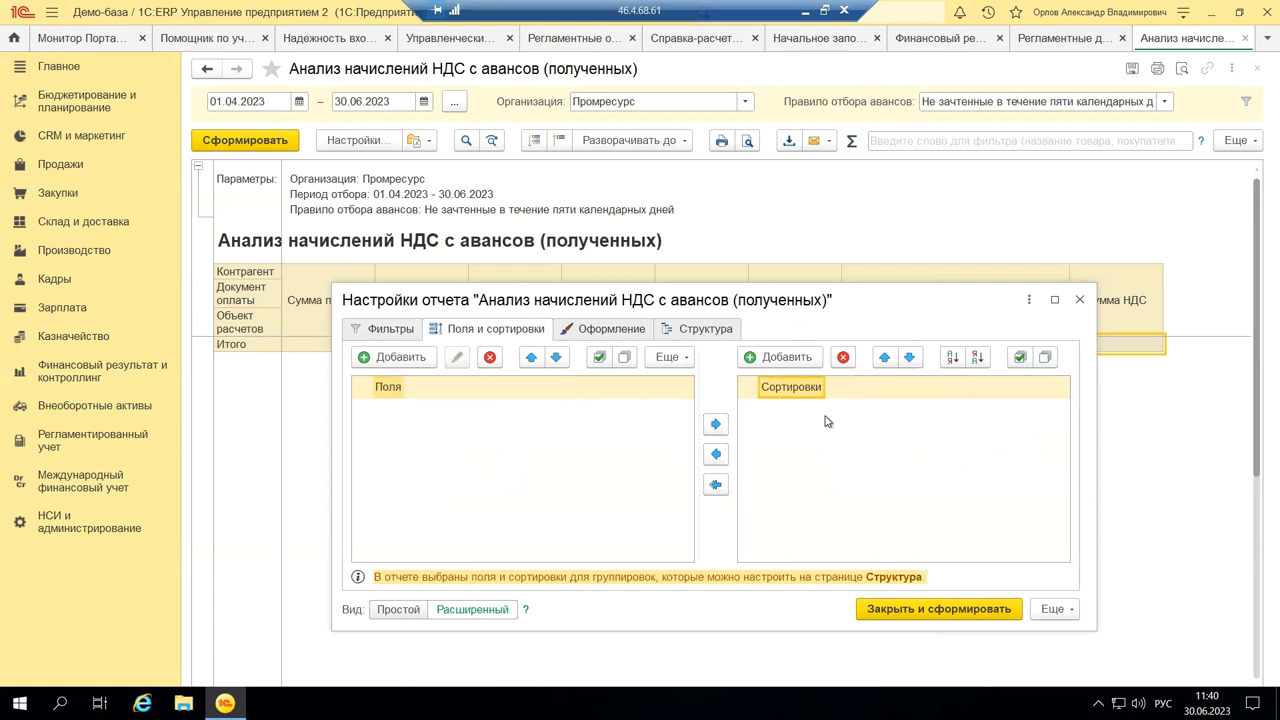 Демо-база / 1С:ERP Управление предприятием 2 (1С:Предприят
46.4.68.61
Орлов Александр Владимирович
Монитор Порта...
Помощник по уч...
Надежность вхо...
Управленчески...
Регламентные о...
Справка-расчет...
Начальное запо...
Финансовый ре...
Регламентные д...
Анализ начисле...
Главное
Бюджетирование и
планирование
CRM и маркетинг
Продажи
Закупки
Склад и доставка
Производство
Кадры
Зарплата
Казначейство
Финансовый результат и
контроллинг
Внеоборотные активы
Регламентированный
учет
Международный
финансовый учет
НСИ и
администрирование
Анализ начислений НДС с авансов (полученных)
01.04.2023 – 30.06.2023 ... Организация: Промресурс Правило отбора авансов: Не зачтенные в течение пяти календарных д
Сформировать Настройки... Разворачивать до Σ Введите слово для фильтра (название товара, покупателя ... ? Еще
Параметры: Организация: Промресурс
Период отбора: 01.04.2023 - 30.06.2023
Правило отбора авансов: Не зачтенные в течение пяти календарных дней
Анализ начислений НДС с авансов (полученных)
Контрагент
Документ
оплаты
Сумма п
умма НДС
Объект
расчетов
Итого
Настройки отчета "Анализ начислений НДС с авансов (полученных)"
Фильтры Поля и сортировки Оформление Структура
Добавить Еще Добавить
Поля Сортировки
В отчете выбраны поля и сортировки для группировок, которые можно настроить на странице Структура.
Вид: Простой Расширенный ? Закрыть и сформировать Еще
РУС
11:40
30.06.2023